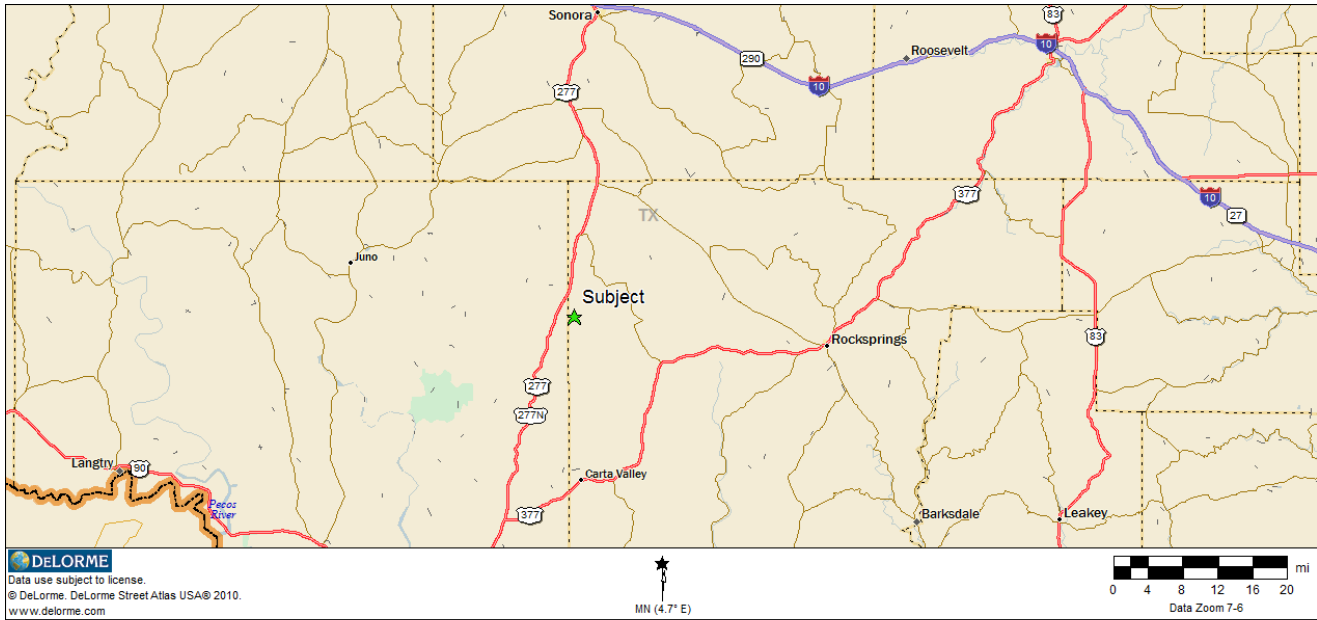 Sonora
83
10
Roosevelt
290
10
277
377
10
27
TX
Juno
Subject
Rocksprings
83
277
277N
Langtry
90
Carta Valley
Pecos
River
377
Barksdale
Leakey
DELORME
Data use subject to license.
© DeLorme. DeLorme Street Atlas USA® 2010.
www.delorme.com
MN (4.7° E)
mi
0 2 4 8 12 16 20
Data Zoom 7-6